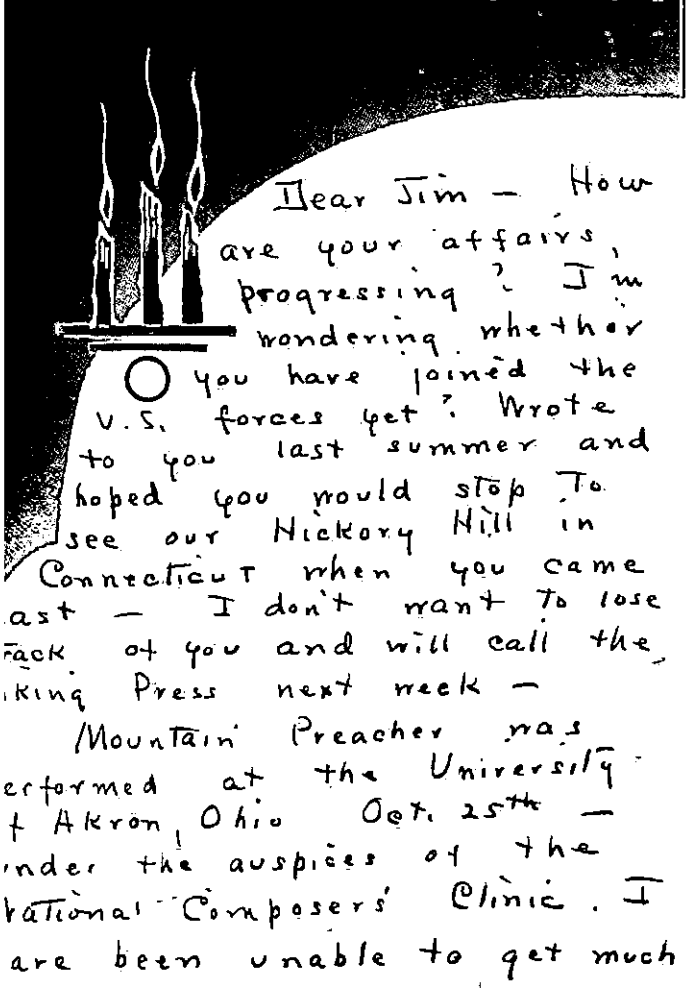 Dear Jim — How
are your affairs,
progressing? I'm
wondering whether
you have joined the
U.S. forces yet? Wrote
to you last summer and
hoped you would stop To
see our Hickory Hill in
Connecticut when you came
ast — I don't want to lose
rack of you and will call the
iking Press next week —
Mountain Preacher was
erformed at the University
f Akron, Ohio Oct. 25th —
nder the auspices of the
National Composers' Clinic. I
ave been unable to get much